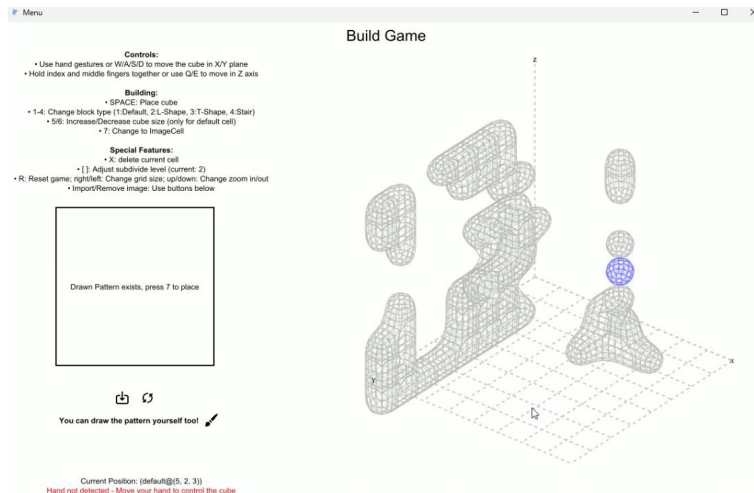 Menu
Build Game
Controls:
• Use hand gestures or W/A/S/D to move the cube in X/Y plane
• Hold index and middle fingers together or use Q/E to move in Z axis
Building:
• SPACE: Place cube
• 1-4: Change block type (1:Default, 2:L-Shape, 3:T-Shape, 4:Stair)
• 5/6: Increase/Decrease cube size (only for default cell)
• 7: Change to ImageCell
Special Features:
• X: delete current cell
• [ ]: Adjust subdivide level (current: 2)
• R: Reset game; right/left: Change grid size; up/down: Change zoom in/out
• Import/Remove image: Use buttons below
Drawn Pattern exists, press 7 to place
You can draw the pattern yourself too!
Current Position: (default@(5, 2, 3))
Hand not detected - Move your hand to control the cube
z
x
y